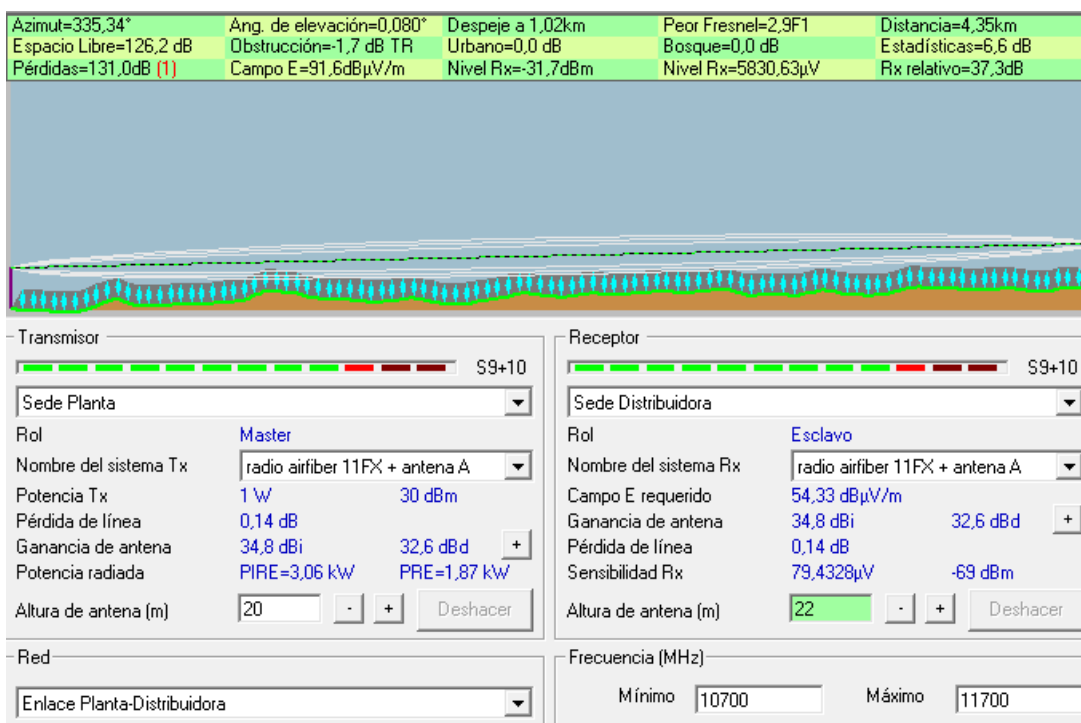 Azimut=335,34° Ang. de elevación=0,080° Despeje a 1,02km Peor Fresnel=2,9F1 Distancia=4,35km
Espacio Libre=126,2 dB Obstrucción=-1,7 dB TR Urbano=0,0 dB Bosque=0,0 dB Estadísticas=6,6 dB
Pérdidas=131,0dB (1) Campo E=91,6dBµV/m Nivel Rx=-31,7dBm Nivel Rx=5830,63µV Rx relativo=37,3dB
Transmisor
S9+10
Sede Planta
Rol Master
Nombre del sistema Tx radio airfiber 11FX + antena A
Potencia Tx 1 W 30 dBm
Pérdida de línea 0,14 dB
Ganancia de antena 34,8 dBi 32,6 dBd +
Potencia radiada PIRE=3,06 kW PRE=1,87 kW
Altura de antena (m) 20 - + Deshacer
Receptor
S9+10
Sede Distribuidora
Rol Esclavo
Nombre del sistema Rx radio airfiber 11FX + antena A
Campo E requerido 54,33 dBµV/m
Ganancia de antena 34,8 dBi 32,6 dBd +
Pérdida de línea 0,14 dB
Sensibilidad Rx 79,4328µV -69 dBm
Altura de antena (m) 22 - + Deshacer
Red
Enlace Planta-Distribuidora
Frecuencia (MHz)
Mínimo 10700 Máximo 11700